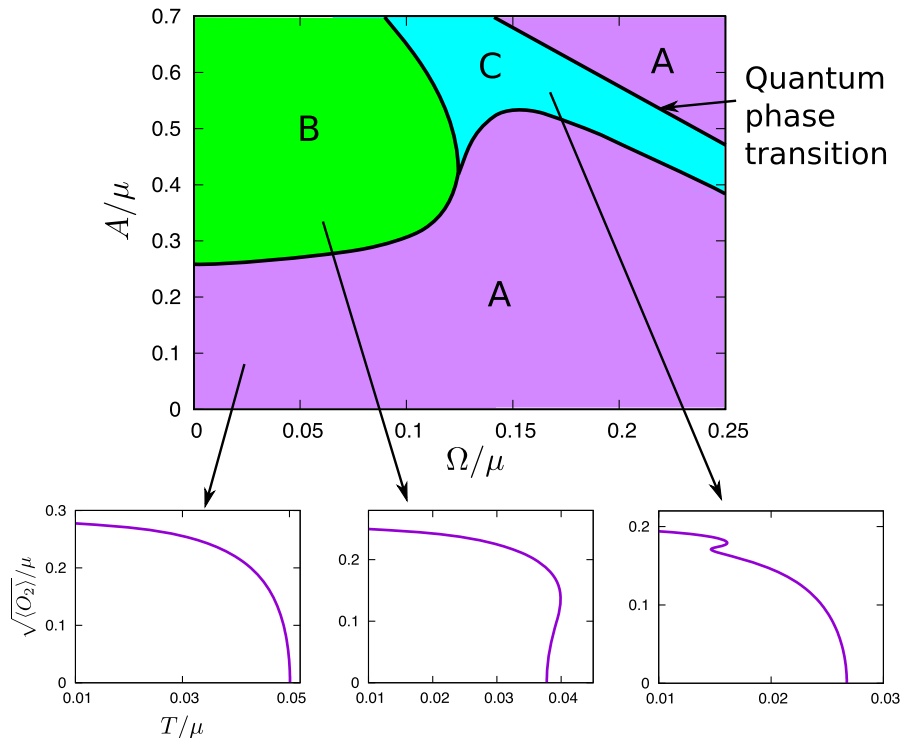 0.7
0.6
0.5
0.4
0.3
0.2
0.1
0
A/μ
B
C
A
A
Quantum
phase
transition
0 0.05 0.1 0.15 0.2 0.25
Ω/μ
0.3
0.2
0.1
0
√⟨O₂⟩/μ
0.01 0.03 0.05
T/μ
0.2
0.1
0
0.01 0.02 0.03 0.04
0.2
0.1
0
0.01 0.02 0.03